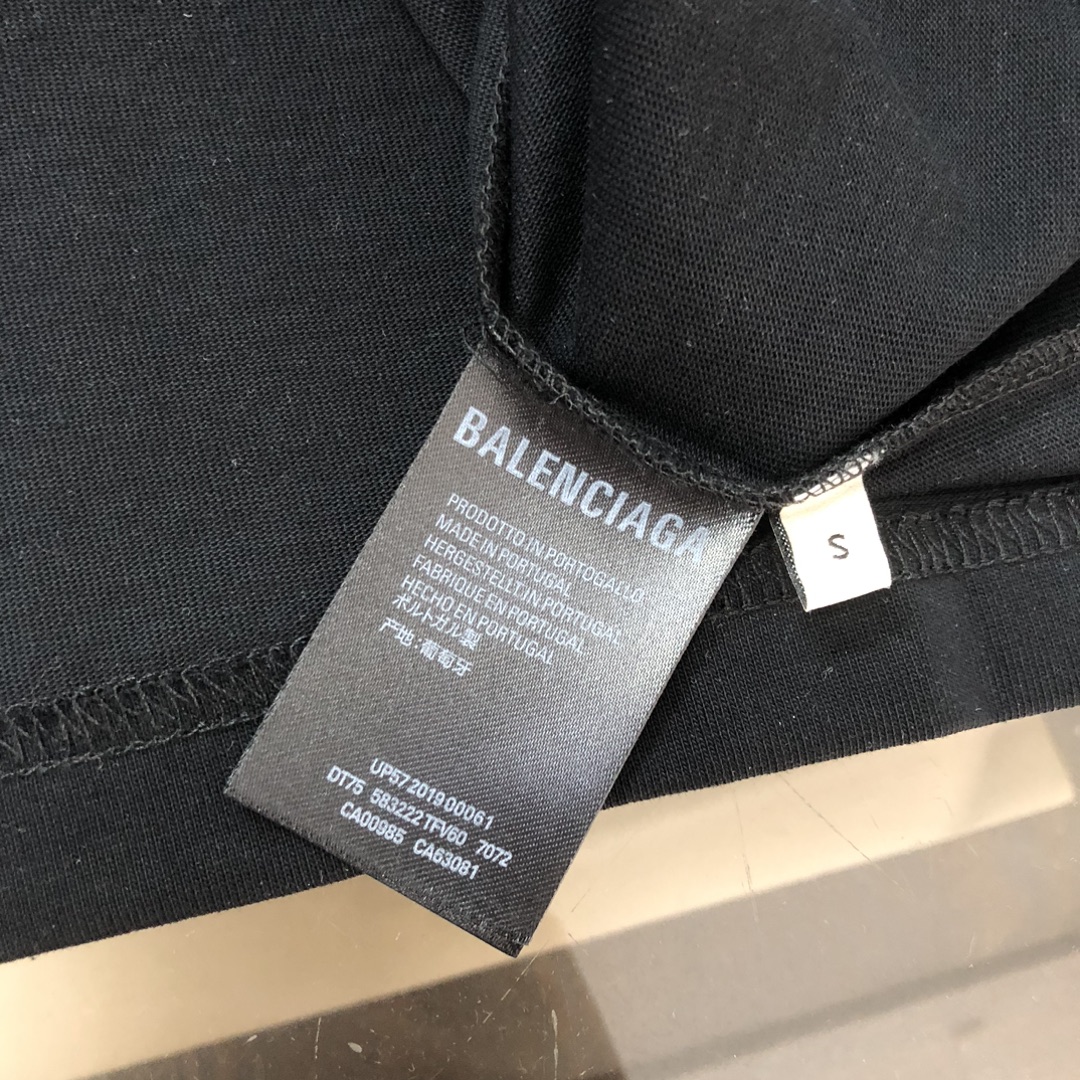 BALENCIAGA
PRODOTTO IN PORTOGALLO
MADE IN PORTUGAL
HERGESTELLT IN PORTUGAL
FABRIQUE EN PORTUGAL
HECHO EN PORTUGAL
ポルトガル製
产地:葡萄牙
UP57 2019 00061
DT75 583222 TFV60 7072
CA00985 CA63081
S